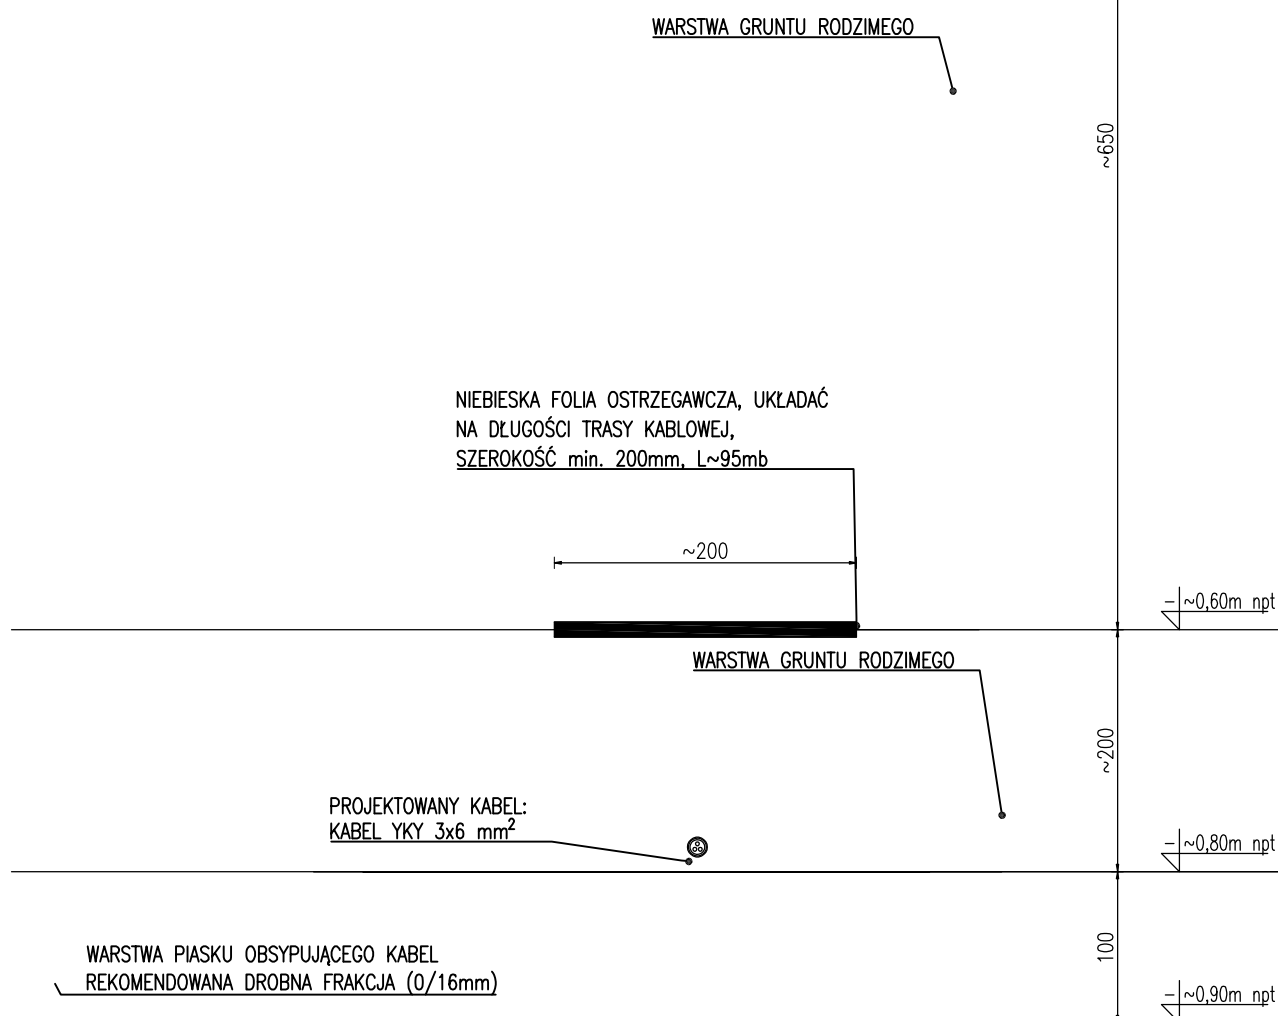 WARSTWA GRUNTU RODZIMEGO
~650
NIEBIESKA FOLIA OSTRZEGAWCZA, UKŁADAĆ
NA DŁUGOŚCI TRASY KABLOWEJ,
SZEROKOŚĆ min. 200mm, L~95mb
~200
-~0,60m npt
WARSTWA GRUNTU RODZIMEGO
~200
PROJEKTOWANY KABEL:
KABEL YKY 3x6 mm²
-~0,80m npt
WARSTWA PIASKU OBSYPUJĄCEGO KABEL
REKOMENDOWANA DROBNA FRAKCJA (0/16mm)
100
-~0,90m npt